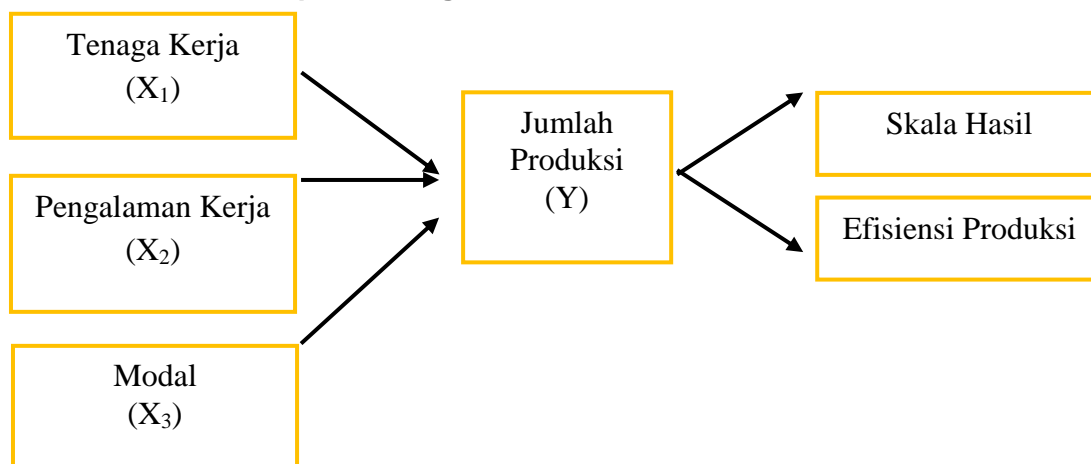 Tenaga Kerja
(X₁)
Pengalaman Kerja
(X₂)
Modal
(X₃)
Jumlah
Produksi
(Y)
Skala Hasil
Efisiensi Produksi